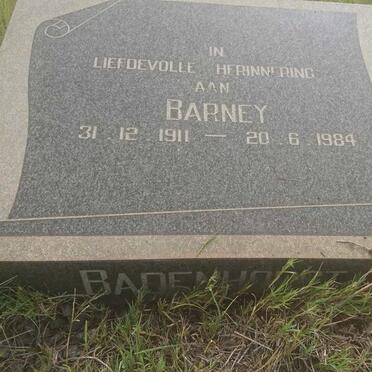 IN
LIEFDEVOLLE HERINNERING
AAN
BARNEY
31.12.1911 — 20.6.1984
BADENHORST